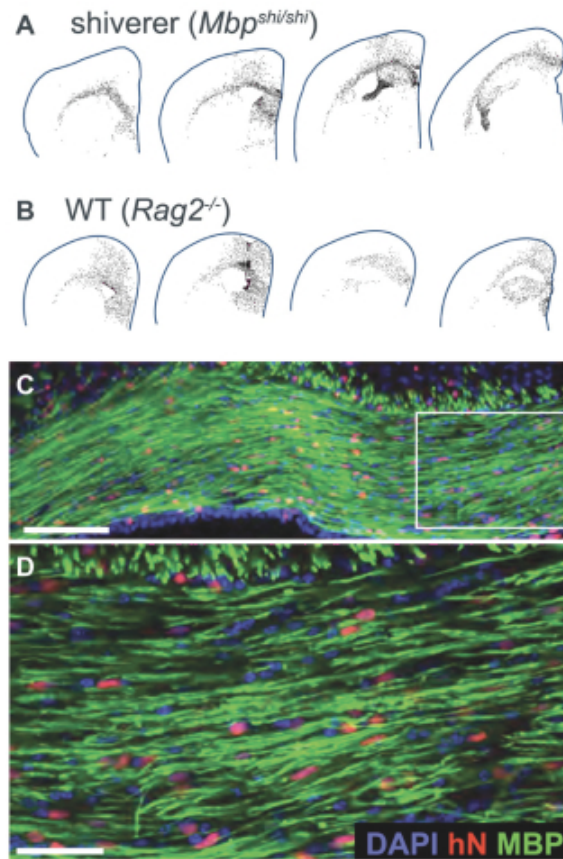 A shiverer (Mbpshi/shi)
B WT (Rag2-/-)
C
D
DAPI hN MBP